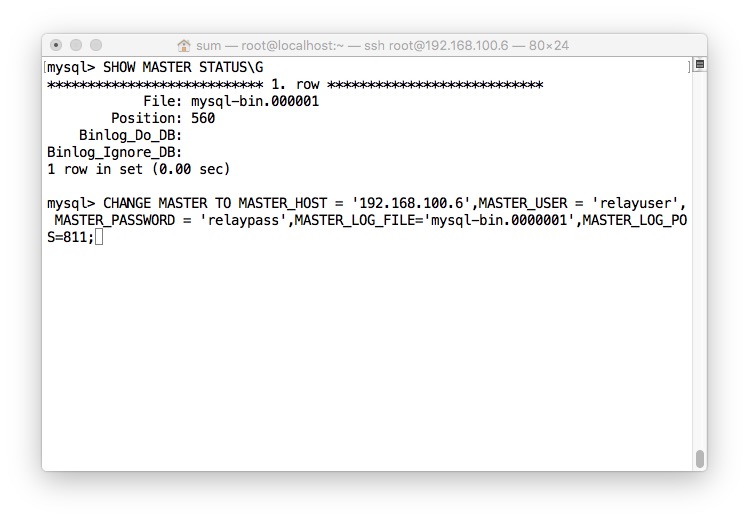 sum — root@localhost:~ — ssh root@192.168.100.6 — 80×24
[mysql> SHOW MASTER STATUS\G ]
*************************** 1. row ***************************
File: mysql-bin.000001
Position: 560
Binlog_Do_DB:
Binlog_Ignore_DB:
1 row in set (0.00 sec)
mysql> CHANGE MASTER TO MASTER_HOST = '192.168.100.6',MASTER_USER = 'relayuser',
MASTER_PASSWORD = 'relaypass',MASTER_LOG_FILE='mysql-bin.0000001',MASTER_LOG_PO
S=811;